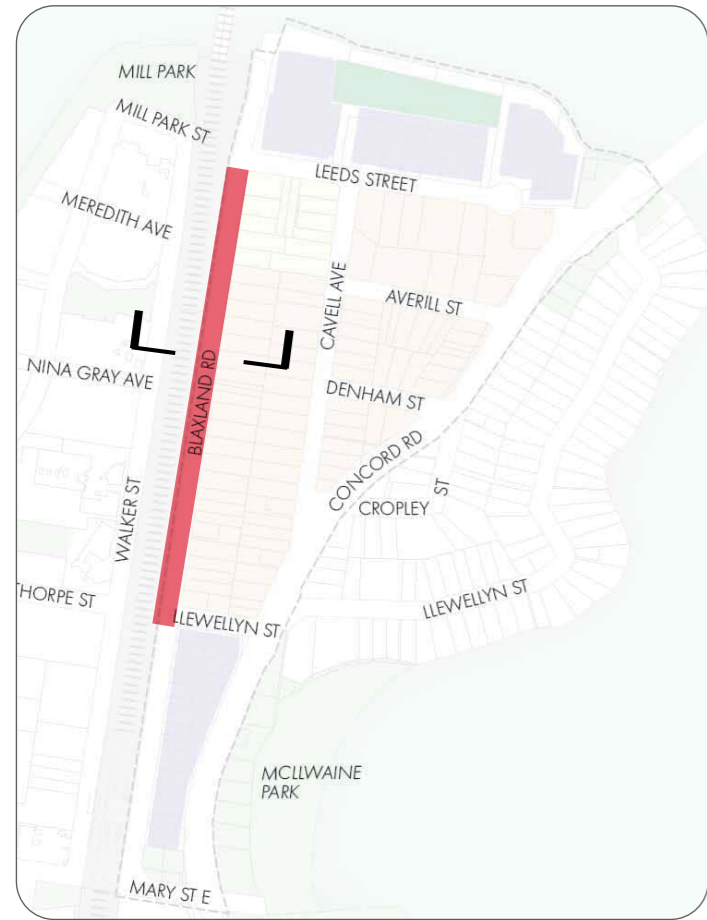 MILL PARK
MILL PARK ST
LEEDS STREET
MEREDITH AVE
CAVELL AVE
AVERILL ST
NINA GRAY AVE
BLAXLAND RD
DENHAM ST
CONCORD RD
CROPLEY
ST
WALKER ST
THORPE ST
LLEWELLYN ST
LLEWELLYN ST
MCLLWAINE
PARK
MARY ST E